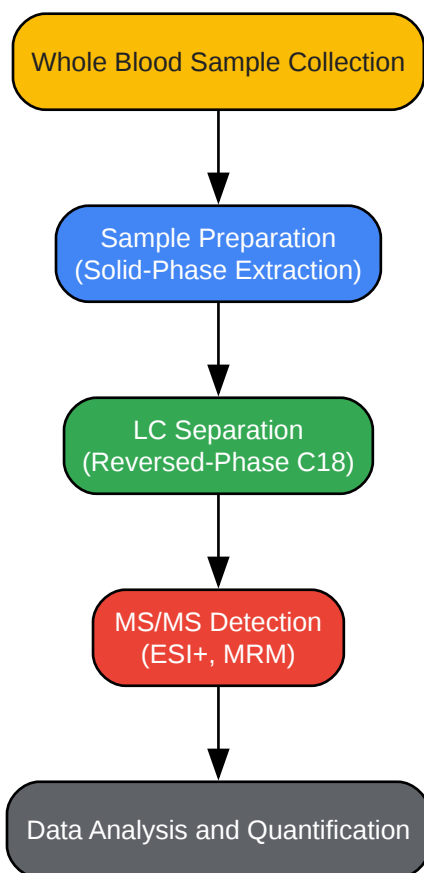 Whole Blood Sample Collection
Sample Preparation
(Solid-Phase Extraction)
LC Separation
(Reversed-Phase C18)
MS/MS Detection
(ESI+, MRM)
Data Analysis and Quantification